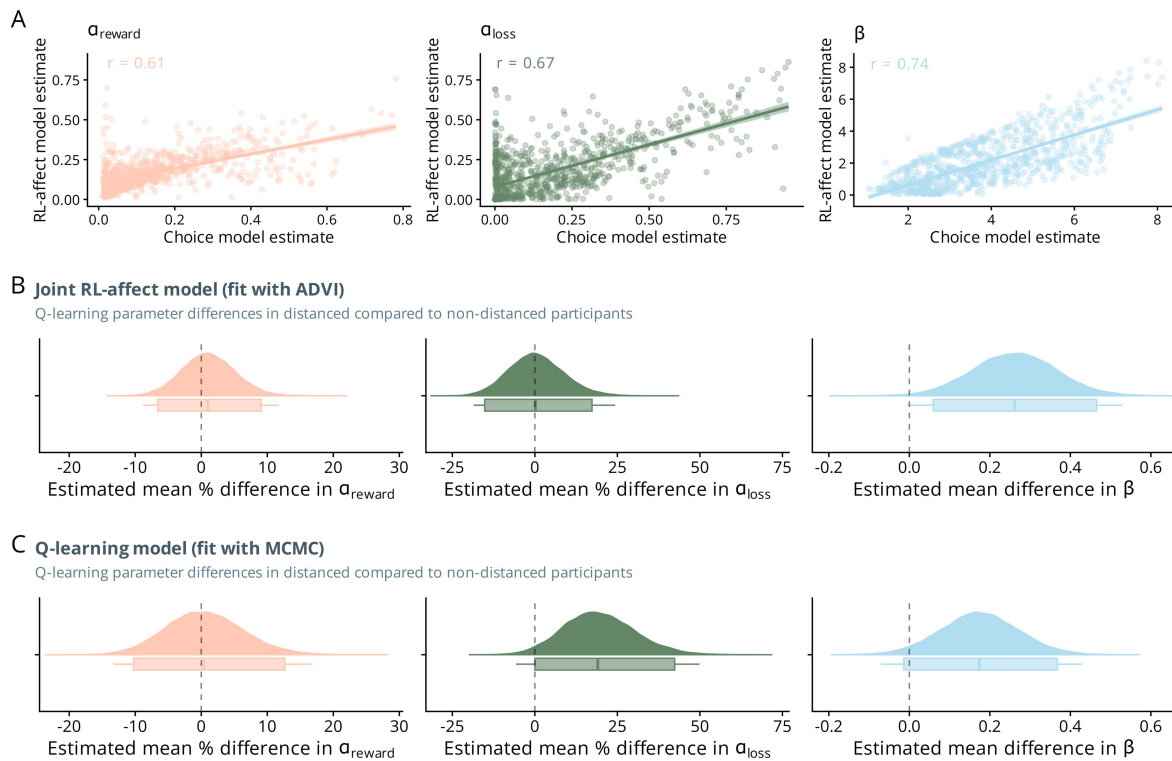 A
ɑreward
RL-affect model estimate
0.75
0.50
0.25
0.00
r = 0.61
0.0 0.2 0.4 0.6 0.8
Choice model estimate
ɑloss
RL-affect model estimate
0.75
0.50
0.25
0.00
r = 0.67
0.00 0.25 0.50 0.75
Choice model estimate
β
RL-affect model estimate
8
6
4
2
0
r = 0.74
2 4 6 8
Choice model estimate
B
Joint RL-affect model (fit with ADVI)
Q-learning parameter differences in distanced compared to non-distanced participants
-20 -10 0 10 20 30
Estimated mean % difference in ɑreward
-25 0 25 50 75
Estimated mean % difference in ɑloss
-0.2 0.0 0.2 0.4 0.6
Estimated mean difference in β
C
Q-learning model (fit with MCMC)
Q-learning parameter differences in distanced compared to non-distanced participants
-20 -10 0 10 20 30
Estimated mean % difference in ɑreward
-25 0 25 50 75
Estimated mean % difference in ɑloss
-0.2 0.0 0.2 0.4 0.6
Estimated mean difference in β